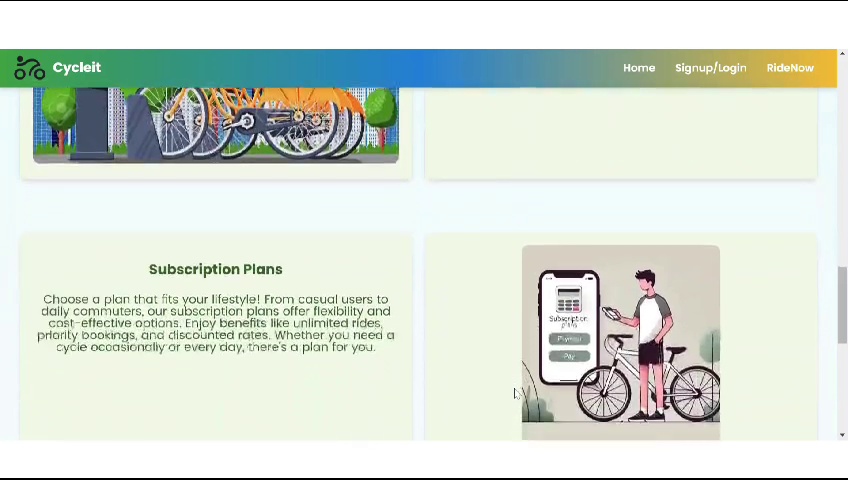 Cycleit
Home
Signup/Login
RideNow
Subscription Plans
Choose a plan that fits your lifestyle! From casual users to
daily commuters, our subscription plans offer flexibility and
cost-effective options. Enjoy benefits like unlimited rides,
priority bookings, and discounted rates. Whether you need a
cycle occasionally or every day, there's a plan for you.
Subscription
plans
Pay